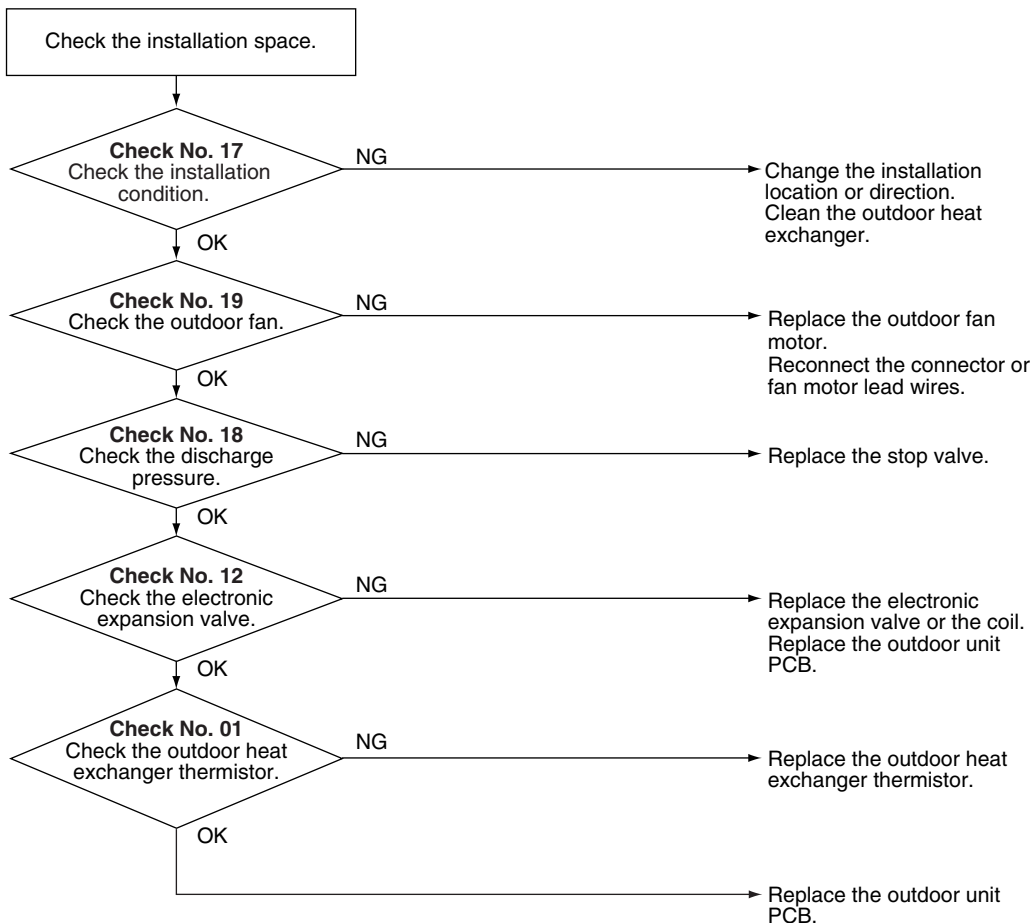 Check the installation space.
Check No. 17
Check the installation
condition.
NG
Change the installation
location or direction.
Clean the outdoor heat
exchanger.
OK
Check No. 19
Check the outdoor fan.
NG
Replace the outdoor fan
motor.
Reconnect the connector or
fan motor lead wires.
OK
Check No. 18
Check the discharge
pressure.
NG
Replace the stop valve.
OK
Check No. 12
Check the electronic
expansion valve.
NG
Replace the electronic
expansion valve or the coil.
Replace the outdoor unit
PCB.
OK
Check No. 01
Check the outdoor heat
exchanger thermistor.
NG
Replace the outdoor heat
exchanger thermistor.
OK
Replace the outdoor unit
PCB.